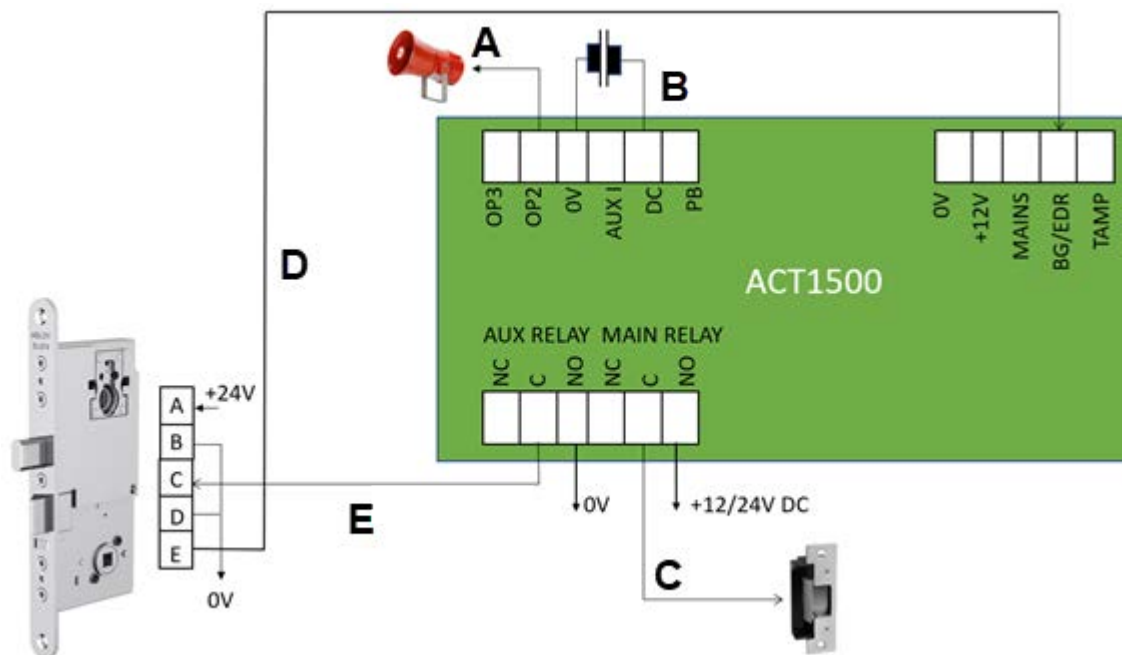 A
B
OP3
OP2
0V
AUX I
DC
PB
0V
+12V
MAINS
BG/EDR
TAMP
D
ACT1500
AUX RELAY
MAIN RELAY
NC
C
NO
NC
C
NO
A
+24V
B
C
D
E
0V
E
0V
+12/24V DC
C